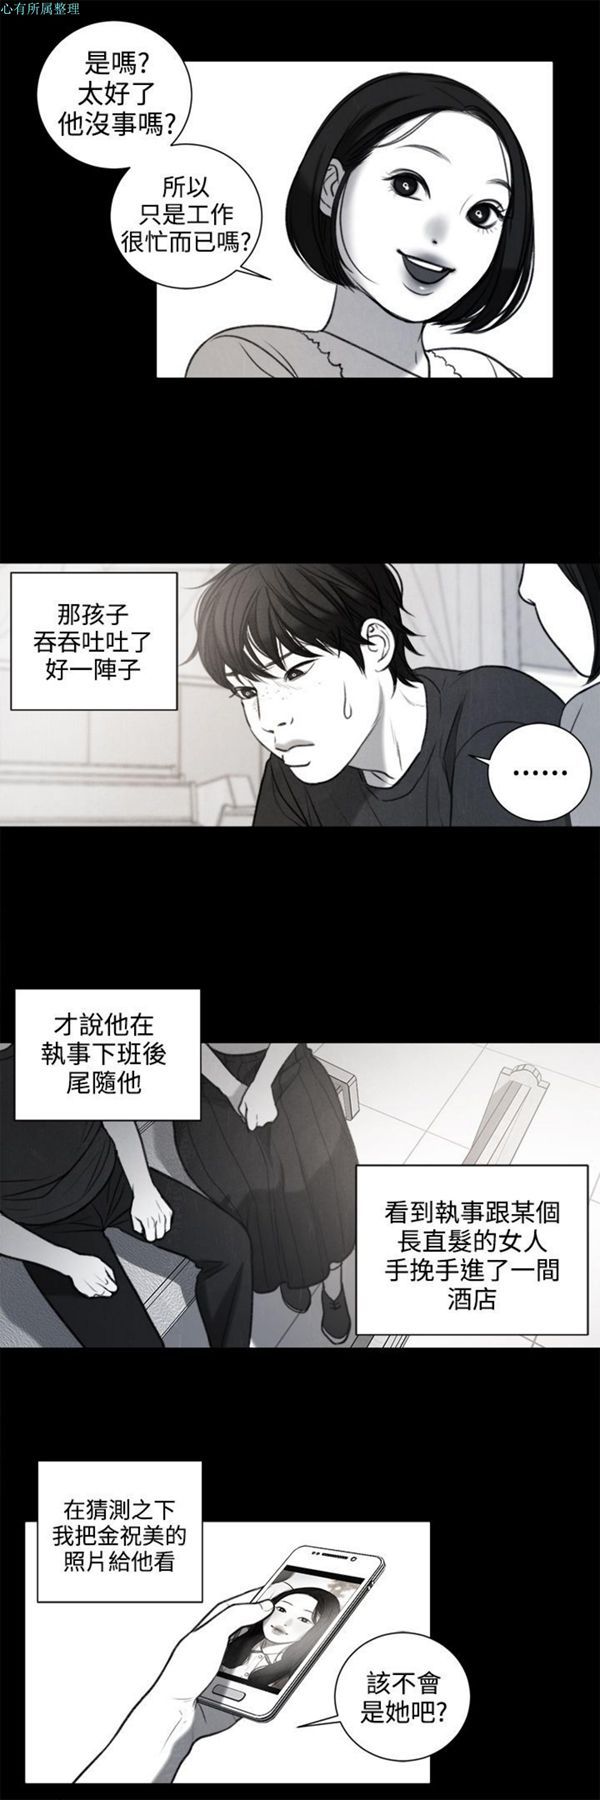 心有所属整理
是嗎?
太好了
他沒事嗎?
所以
只是工作
很忙而已嗎?
那孩子
吞吞吐吐了
好一陣子
……
才說他在
執事下班後
尾隨他
看到執事跟某個
長直髮的女人
手挽手進了一間
酒店
在猜測之下
我把金祝美的
照片給他看
該不會
是她吧?